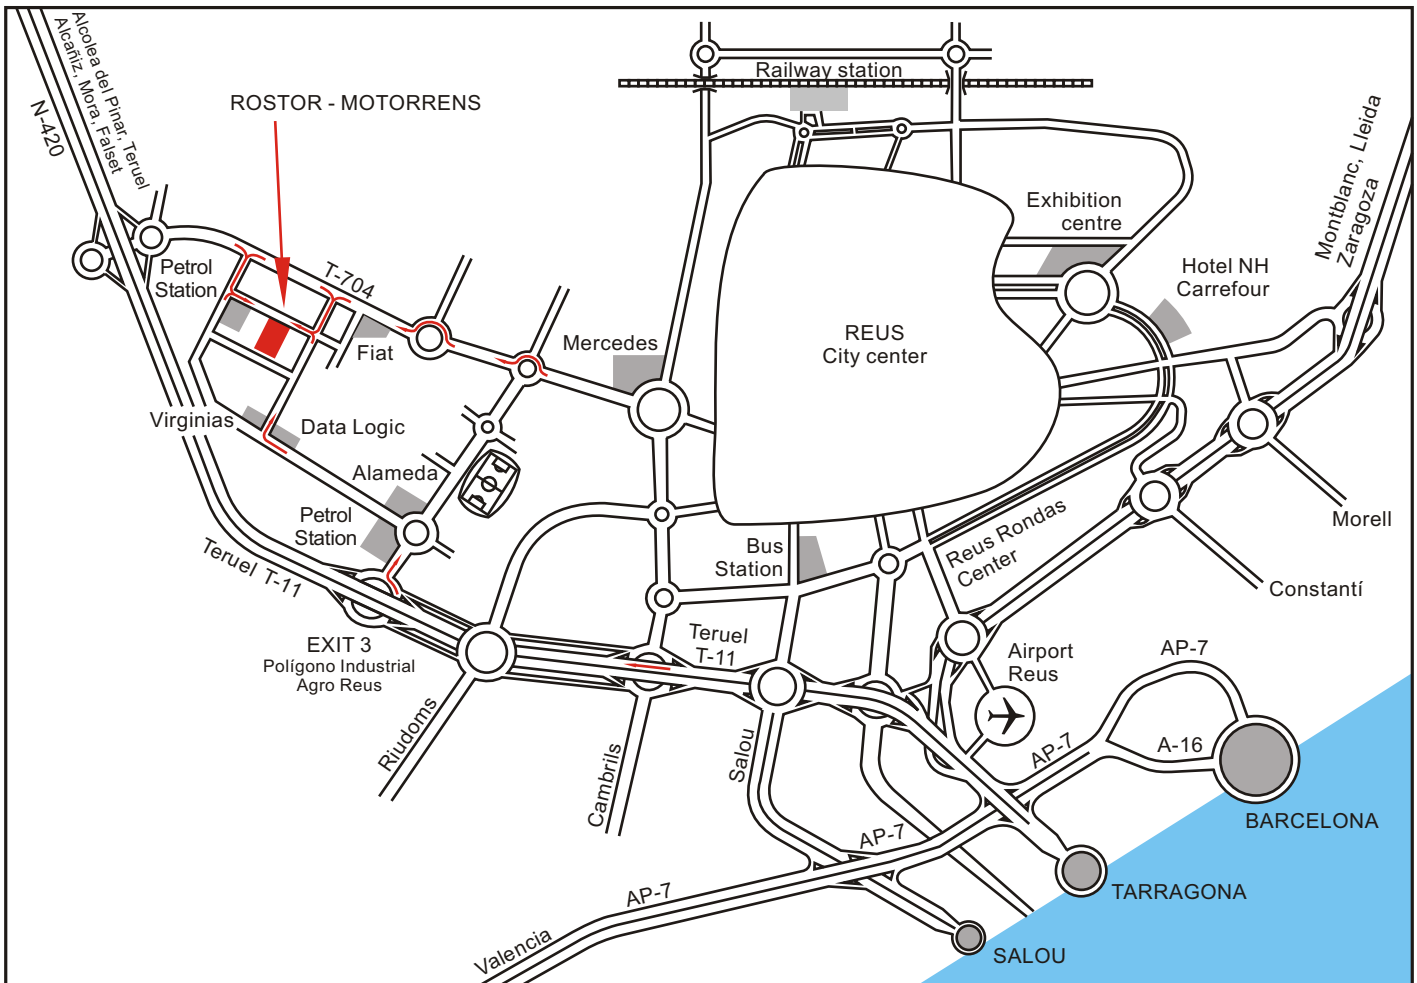 Alcolea del Pinar, Teruel
Alcañiz, Mora, Falset
N-420
ROSTOR - MOTORRENS
Railway station
Exhibition
centre
Montblanc, Lleida
Zaragoza
Petrol
Station
T-704
Hotel NH
Carrefour
Fiat
Mercedes
REUS
City center
Virginias
Data Logic
Alameda
Petrol
Station
Morell
Bus
Station
Reus Rondas
Center
Constantí
Teruel T-11
EXIT 3
Polígono Industrial
Agro Reus
Teruel
T-11
Airport
Reus
AP-7
Riudoms
Cambrils
Salou
AP-7
A-16
BARCELONA
AP-7
AP-7
TARRAGONA
Valencia
SALOU